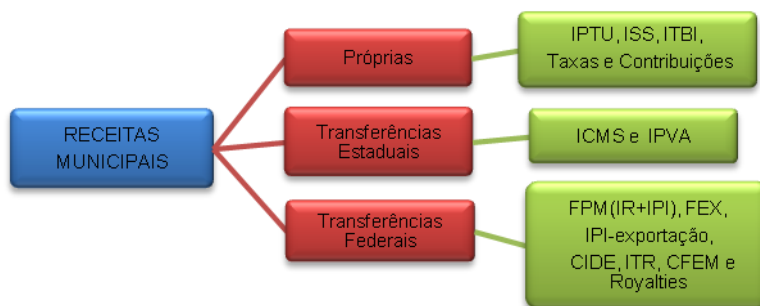 RECEITAS
MUNICIPAIS
Próprias
IPTU, ISS, ITBI,
Taxas e Contribuições
Transferências
Estaduais
ICMS e IPVA
Transferências
Federais
FPM(IR+IPI), FEX,
IPI-exportação,
CIDE, ITR, CFEM e
Royalties